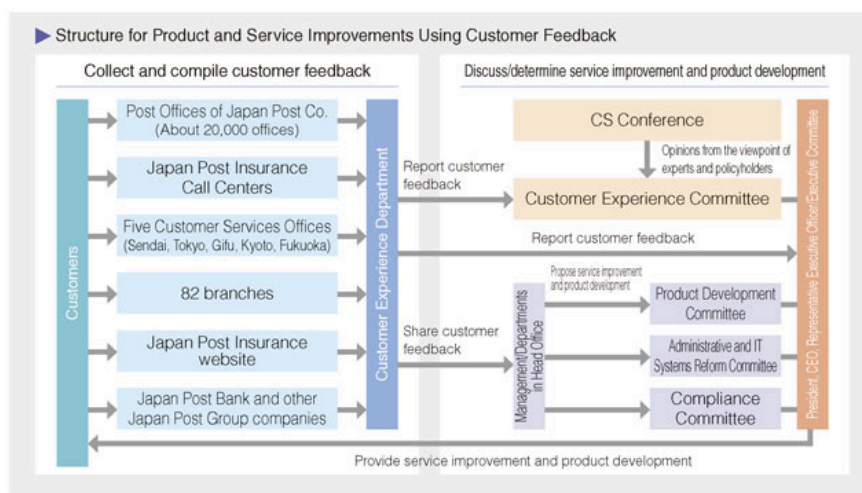 Structure for Product and Service Improvements Using Customer Feedback
Collect and compile customer feedback
Customers
Post Offices of Japan Post Co.
(About 20,000 offices)
Japan Post Insurance
Call Centers
Five Customer Services Offices
(Sendai, Tokyo, Gifu, Kyoto, Fukuoka)
82 branches
Japan Post Insurance
website
Japan Post Bank and other
Japan Post Group companies
Customer Experience Department
Report customer
feedback
Share customer
feedback
Discuss/determine service improvement and product development
CS Conference
Opinions from the viewpoint of
experts and policyholders
Customer Experience Committee
Report customer feedback
Management/Departments
in Head Office
Propose service improvement
and product development
Product Development
Committee
Administrative and IT
Systems Reform Committee
Compliance
Committee
President, CEO, Representative Executive Officer/Executive Committee
Provide service improvement and product development